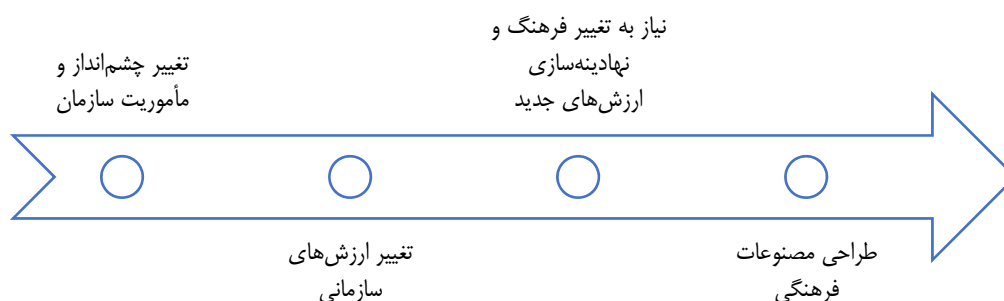 تغییر چشم‌انداز و
مأموریت سازمان
تغییر ارزش‌های
سازمانی
نیاز به تغییر فرهنگ و
نهادینه‌سازی
ارزش‌های جدید
طراحی مصنوعات
فرهنگی